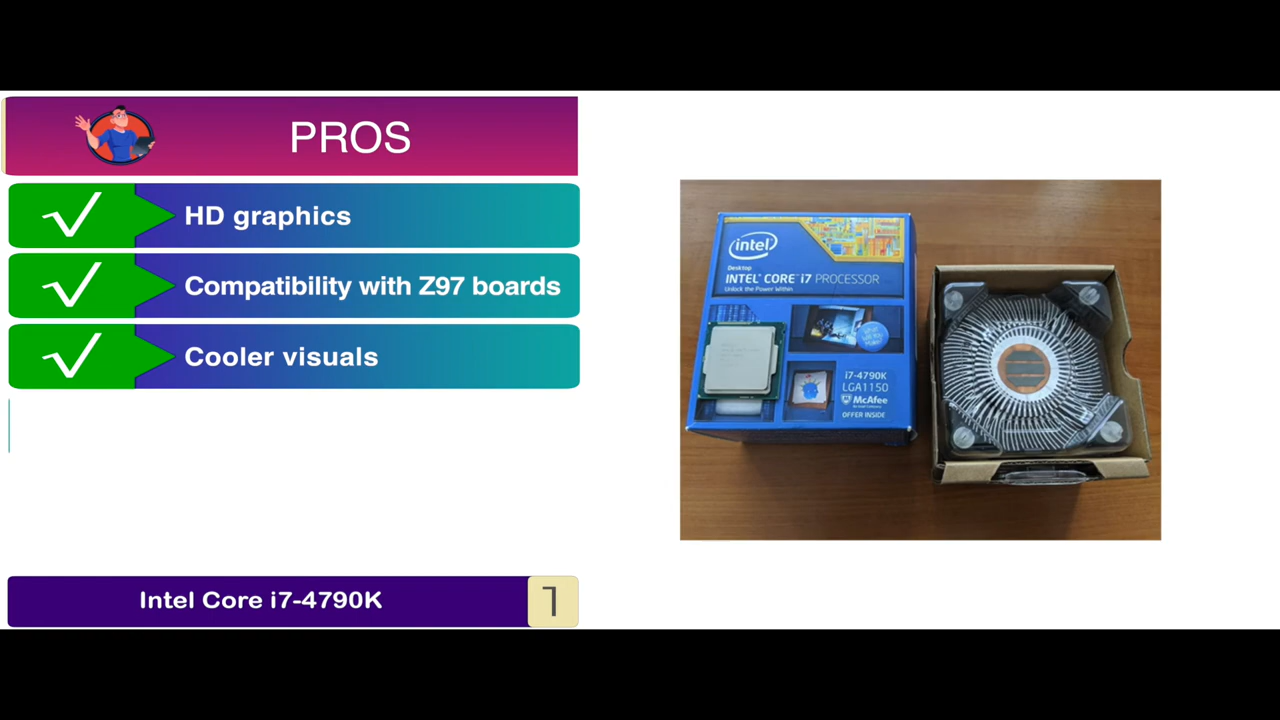 PROS
HD graphics
Compatibility with Z97 boards
Cooler visuals
Intel Core i7-4790K
1
intel
Desktop
INTEL® CORE™ i7 PROCESSOR
Unlock the Power Within
i7-4790K
LGA1150
McAfee
OFFER INSIDE